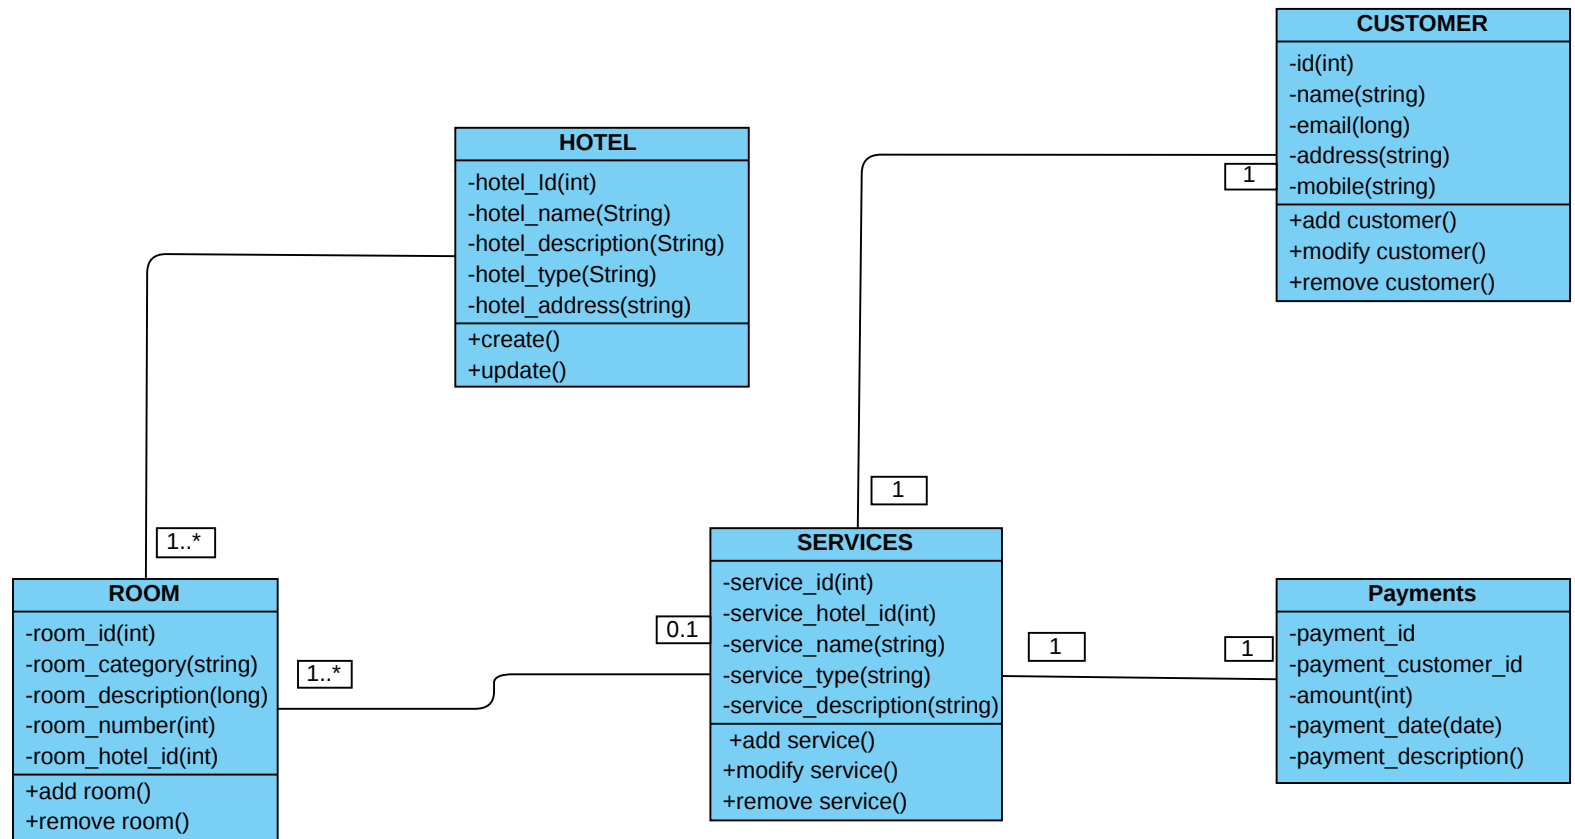 CUSTOMER
-id(int)
-name(string)
-email(long)
-address(string)
-mobile(string)
+add customer()
+modify customer()
+remove customer()
1
HOTEL
-hotel_Id(int)
-hotel_name(String)
-hotel_description(String)
-hotel_type(String)
-hotel_address(string)
+create()
+update()
1
1..*
ROOM
-room_id(int)
-room_category(string)
-room_description(long)
-room_number(int)
-room_hotel_id(int)
+add room()
+remove room()
1..*
0.1
SERVICES
-service_id(int)
-service_hotel_id(int)
-service_name(string)
-service_type(string)
-service_description(string)
+add service()
+modify service()
+remove service()
1
1
Payments
-payment_id
-payment_customer_id
-amount(int)
-payment_date(date)
-payment_description()